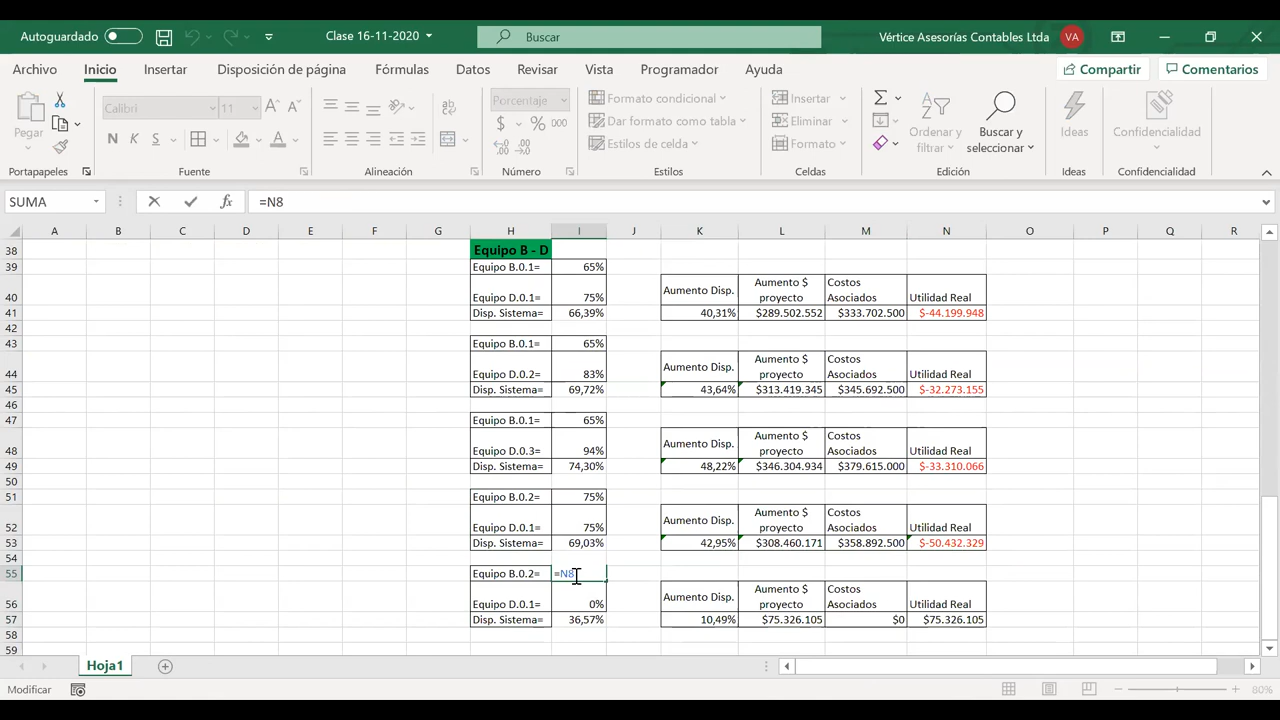 Autoguardado
Clase 16-11-2020
Buscar
Vértice Asesorías Contables Ltda
VA
Archivo Inicio Insertar Disposición de página Fórmulas Datos Revisar Vista Programador Ayuda
Compartir Comentarios
Pegar
Calibri 11
N K S
Porcentaje
$ % 000
Formato condicional
Dar formato como tabla
Estilos de celda
Insertar
Eliminar
Formato
Ordenar y filtrar
Buscar y seleccionar
Ideas
Confidencialidad
Portapapeles Fuente Alineación Número Estilos Celdas Edición Ideas Confidencialidad
SUMA fx =N8
A B C D E F G H I J K L M N O P Q R
38 Equipo B - D
39 Equipo B.0.1= 65%
40 Equipo D.0.1= 75% Aumento Disp. Aumento $ proyecto Costos Asociados Utilidad Real
41 Disp. Sistema= 66,39% 40,31% $289.502.552 $333.702.500 $-44.199.948
42
43 Equipo B.0.1= 65%
44 Equipo D.0.2= 83% Aumento Disp. Aumento $ proyecto Costos Asociados Utilidad Real
45 Disp. Sistema= 69,72% 43,64% $313.419.345 $345.692.500 $-32.273.155
46
47 Equipo B.0.1= 65%
48 Equipo D.0.3= 94% Aumento Disp. Aumento $ proyecto Costos Asociados Utilidad Real
49 Disp. Sistema= 74,30% 48,22% $346.304.934 $379.615.000 $-33.310.066
50
51 Equipo B.0.2= 75%
52 Equipo D.0.1= 75% Aumento Disp. Aumento $ proyecto Costos Asociados Utilidad Real
53 Disp. Sistema= 69,03% 42,95% $308.460.171 $358.892.500 $-50.432.329
54
55 Equipo B.0.2= =N8
56 Equipo D.0.1= 0% Aumento Disp. Aumento $ proyecto Costos Asociados Utilidad Real
57 Disp. Sistema= 36,57% 10,49% $75.326.105 $0 $75.326.105
58
59
Hoja1
Modificar 80%